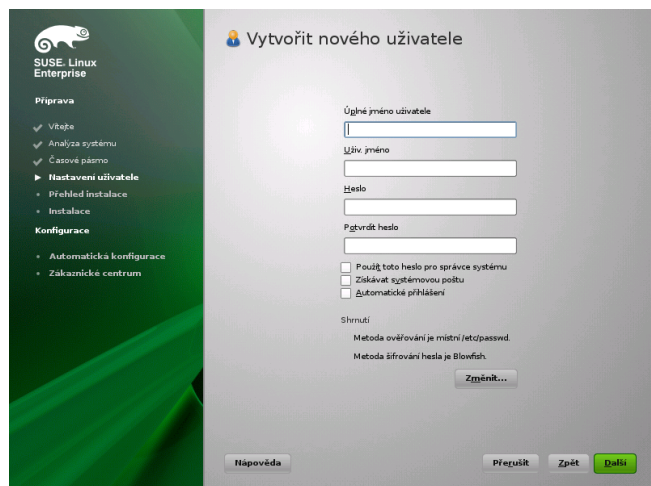 SUSE. Linux
Enterprise
Příprava
Vítejte
Analýza systému
Časové pásmo
Nastavení uživatele
Přehled instalace
Instalace
Konfigurace
Automatická konfigurace
Zákaznické centrum
Vytvořit nového uživatele
Úplné jméno uživatele
Uživ. jméno
Heslo
Potvrdit heslo
Použít toto heslo pro správce systému
Získávat systémovou poštu
Automatické přihlášení
Shrnutí
Metoda ověřování je místní /etc/passwd.
Metoda šifrování hesla je Blowfish.
Změnit...
Nápověda
Přerušit
Zpět
Další